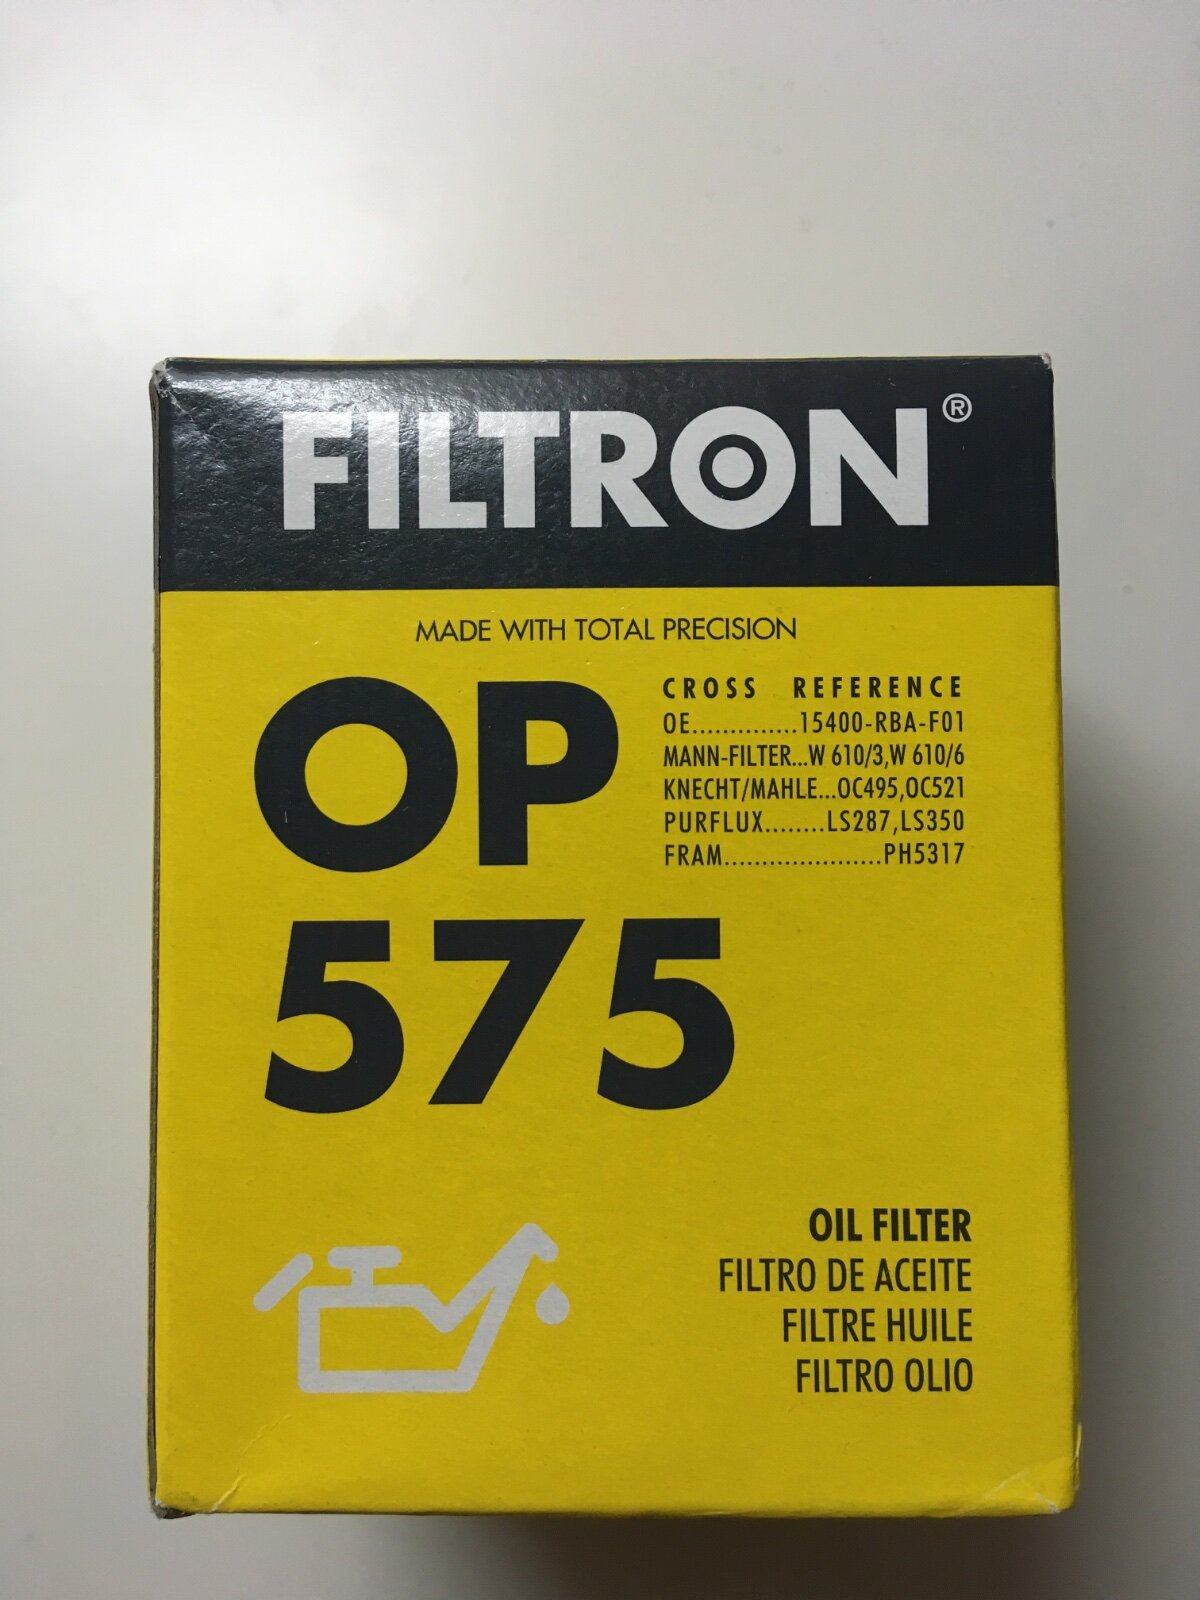 FILTRON®
MADE WITH TOTAL PRECISION
OP
575
CROSS REFERENCE
OE..............15400-RBA-F01
MANN-FILTER...W 610/3,W 610/6
KNECHT/MAHLE...OC495,OC521
PURFLUX........LS287,LS350
FRAM.....................PH5317
OIL FILTER
FILTRO DE ACEITE
FILTRE HUILE
FILTRO OLIO